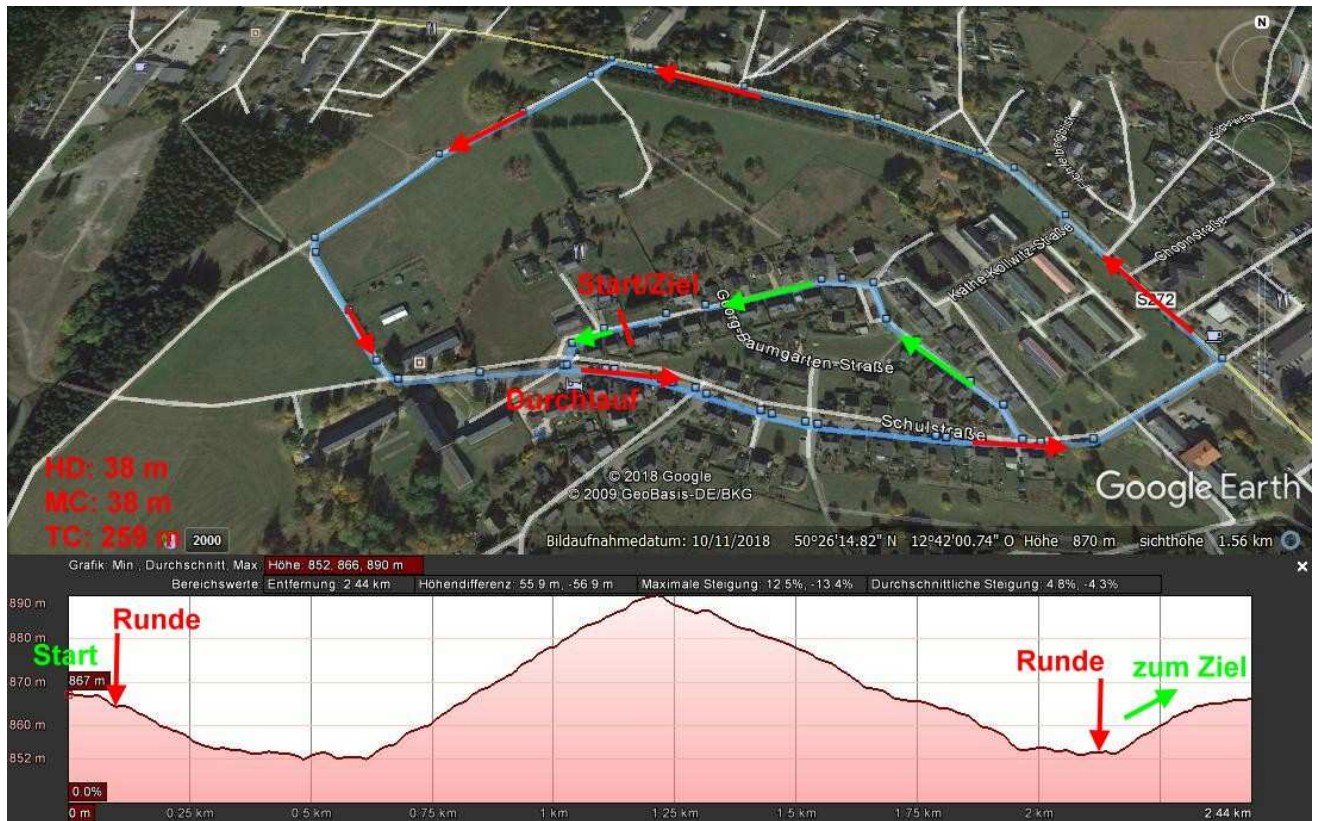 N
Sickweg
Erlenheibergblick
Chopinstraße
Käthe-Kollwitz-Straße
S272
Start/Ziel
Georg-Baumgarten-Straße
Durchlauf
Schulstraße
HD: 38 m
MC: 38 m
TC: 259 m
© 2018 Google
© 2009 GeoBasis-DE/BKG
Google Earth
2000
Bildaufnahmedatum: 10/11/2018 50°26'14.82" N 12°42'00.74" O Höhe 870 m sichthöhe 1.56 km
Grafik: Min., Durchschnitt, Max. Höhe: 852, 866, 890 m
Bereichswerte: Entfernung: 2.44 km Höhendifferenz: 55.9 m, -56.9 m Maximale Steigung: 12.5%, -13.4% Durchschnittliche Steigung: 4.8%, -4.3%
890 m
Runde
880 m
Start
Runde
zum Ziel
870 m
867 m
860 m
852 m
0.0%
0 m 0.25 km 0.5 km 0.75 km 1 km 1.25 km 1.5 km 1.75 km 2 km 2.44 km